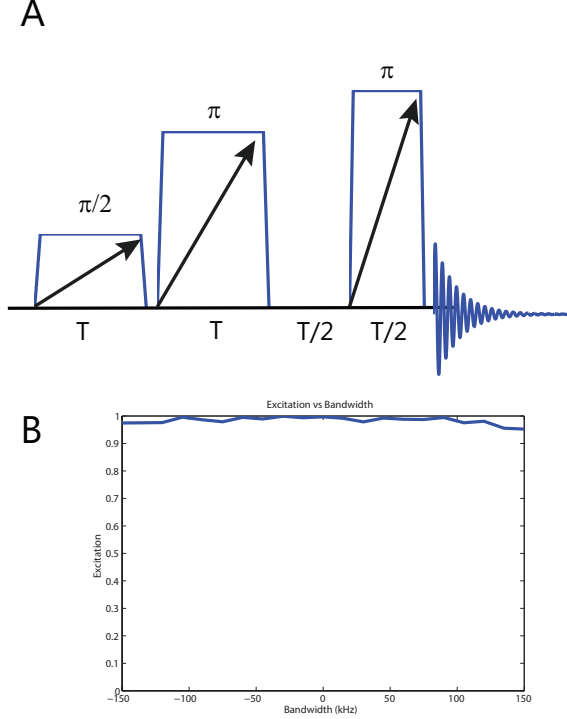 A
π
π
π/2
T
T
T/2
T/2
B
Excitation vs Bandwidth
1
0.9
0.8
0.7
0.6
0.5
0.4
0.3
0.2
0.1
0
Excitation
−150
−100
−50
0
50
100
150
Bandwidth (kHz)